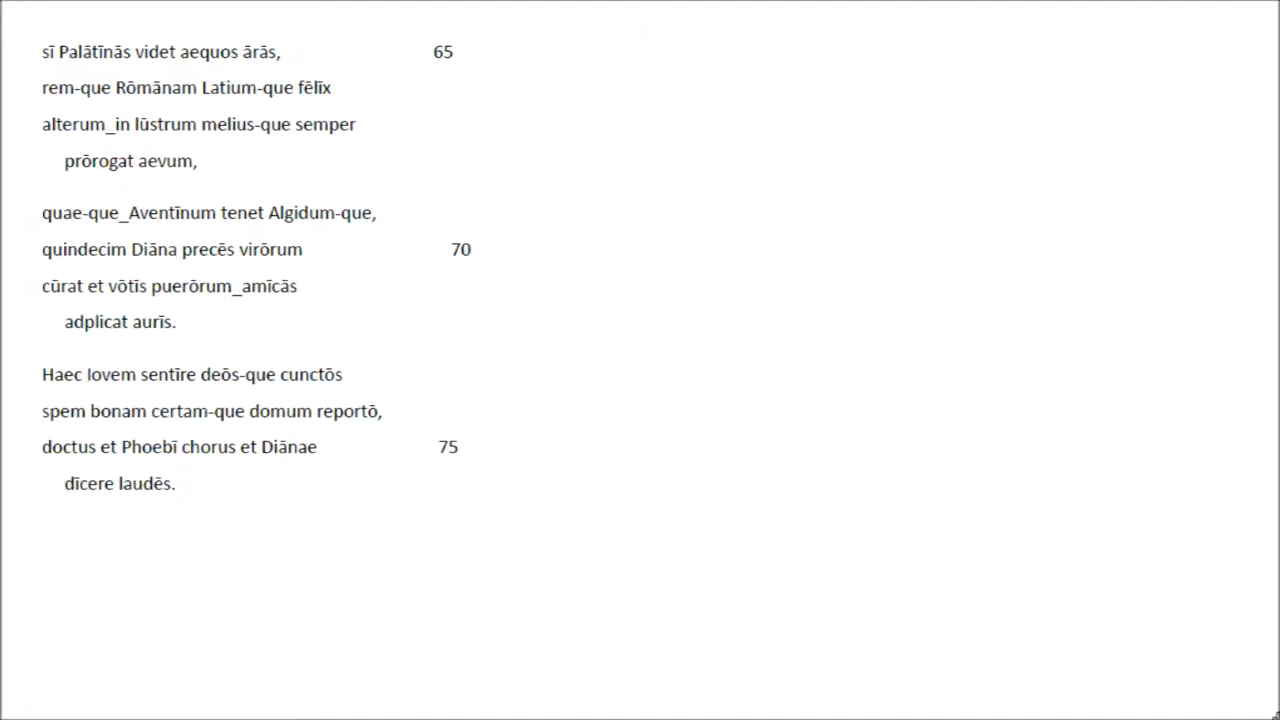 sī Palātīnās videt aequos ārās, 65
rem-que Rōmānam Latium-que fēlīx
alterum_in lūstrum melius-que semper
prōrogat aevum,
quae-que_Aventīnum tenet Algidum-que,
quindecim Diāna precēs virōrum 70
cūrat et vōtīs puerōrum_amīcās
adplicat aurīs.
Haec Iovem sentīre deōs-que cunctōs
spem bonam certam-que domum reportō,
doctus et Phoebī chorus et Diānae 75
dīcere laudēs.